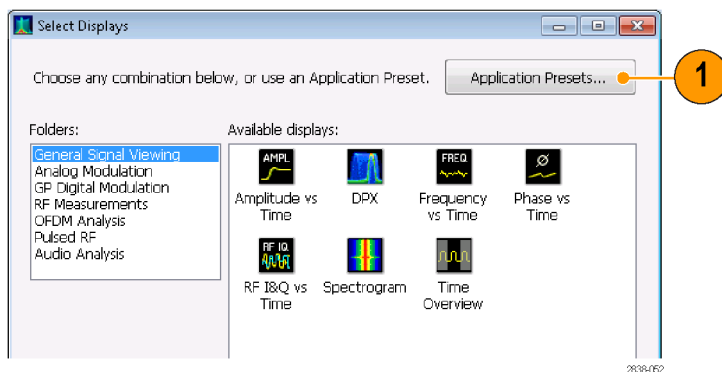 Select Displays
Choose any combination below, or use an Application Preset.
Application Presets...
1
Folders:
General Signal Viewing
Analog Modulation
GP Digital Modulation
RF Measurements
OFDM Analysis
Pulsed RF
Audio Analysis
Available displays:
AMPL
Amplitude vs
Time
DPX
FREQ
Frequency
vs Time
Ø
Phase vs
Time
RF IQ
RF I&Q vs
Time
Spectrogram
Time
Overview
2838-052